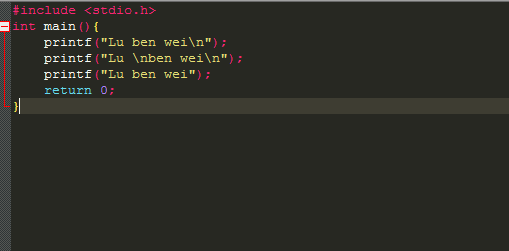 #include <stdio.h>
int main(){
    printf("Lu ben wei\n");
    printf("Lu \nben wei\n");
    printf("Lu ben wei");
    return 0;
}